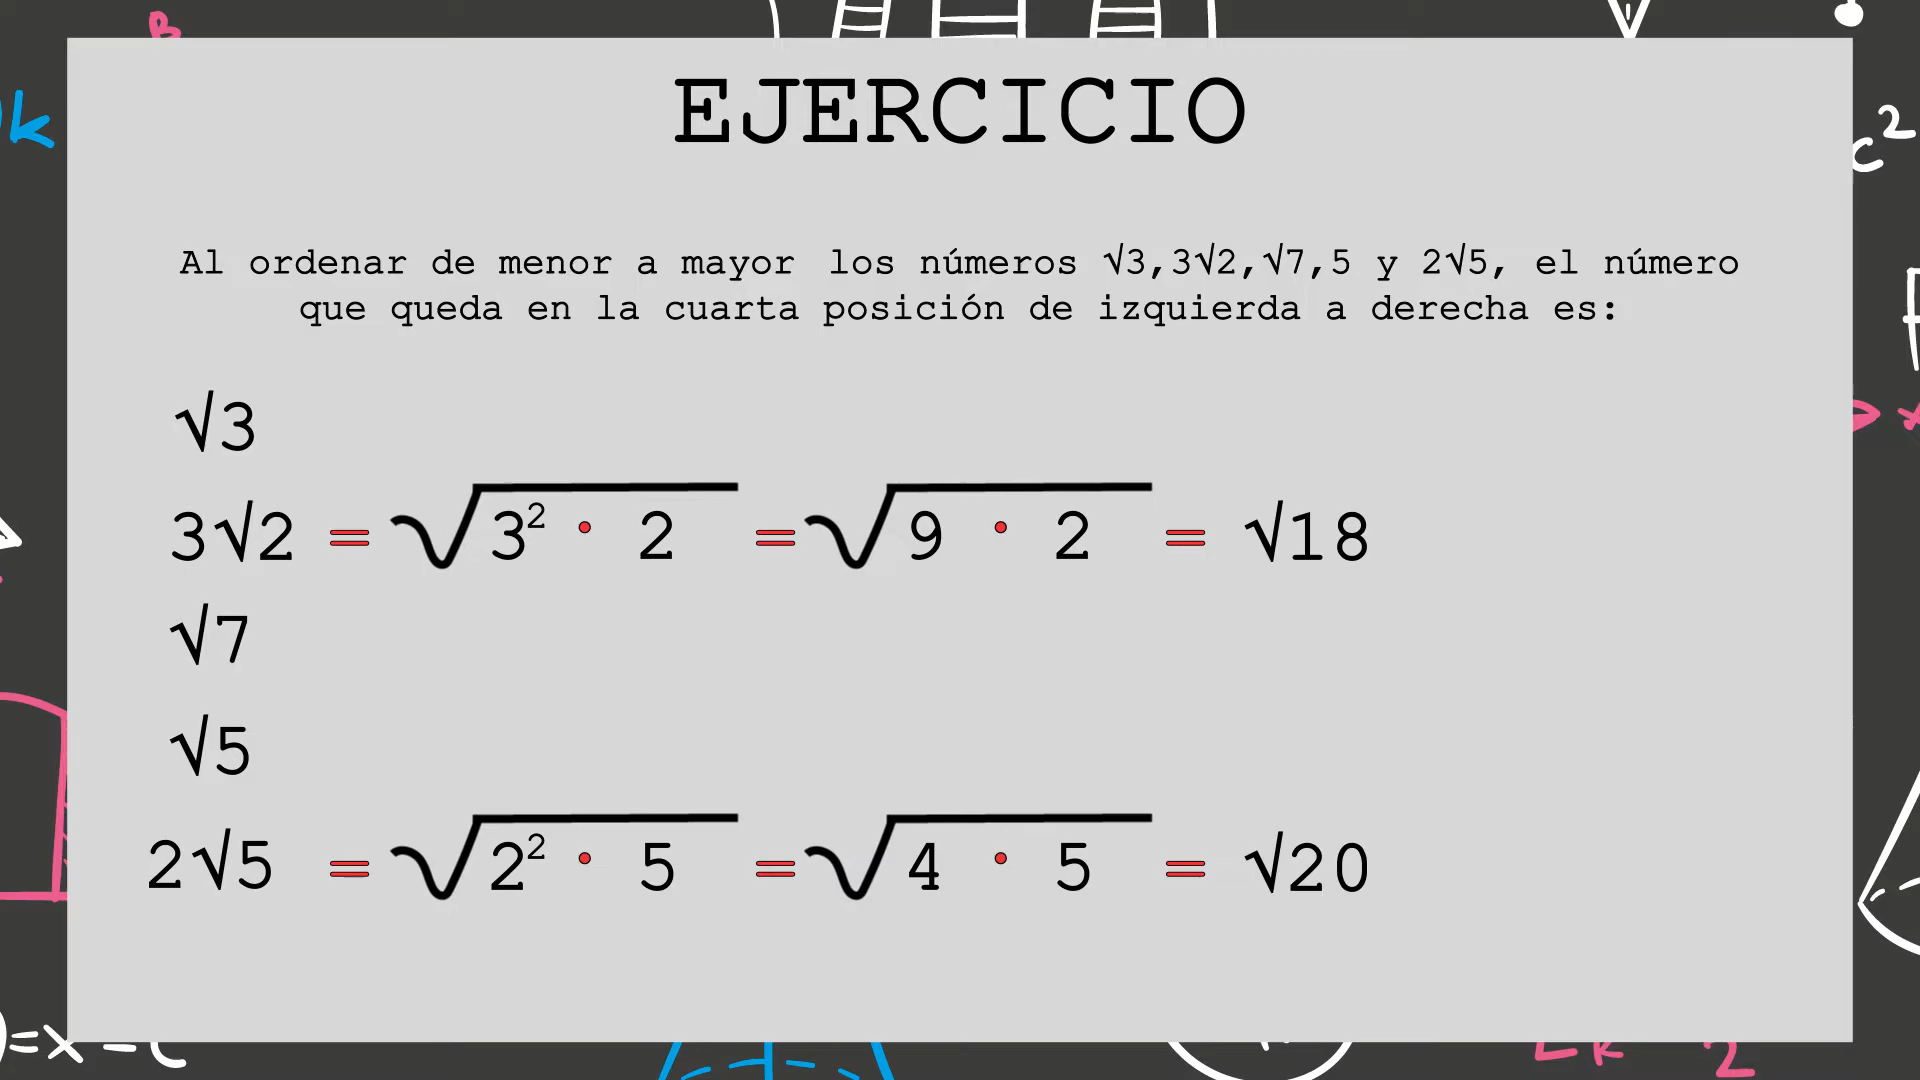 EJERCICIO
Al ordenar de menor a mayor los números √3,3√2,√7,5 y 2√5, el número
que queda en la cuarta posición de izquierda a derecha es:
√3
3√2 = √3² · 2 = √9 · 2 = √18
√7
√5
2√5 = √2² · 5 = √4 · 5 = √20